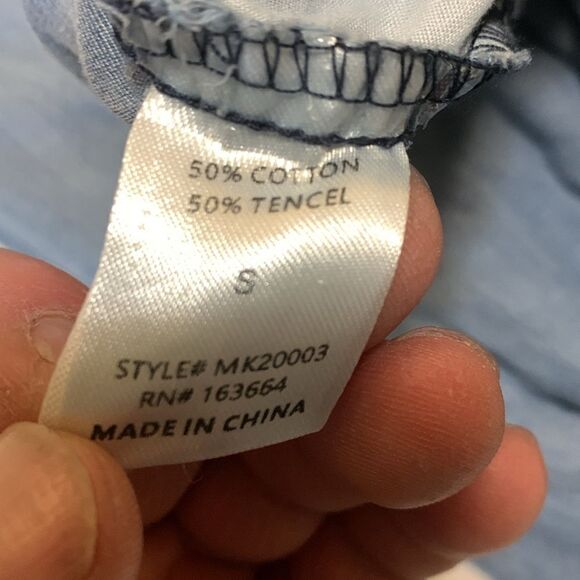 50% COTTON
50% TENCEL
S
STYLE# MK20003
RN# 163664
MADE IN CHINA